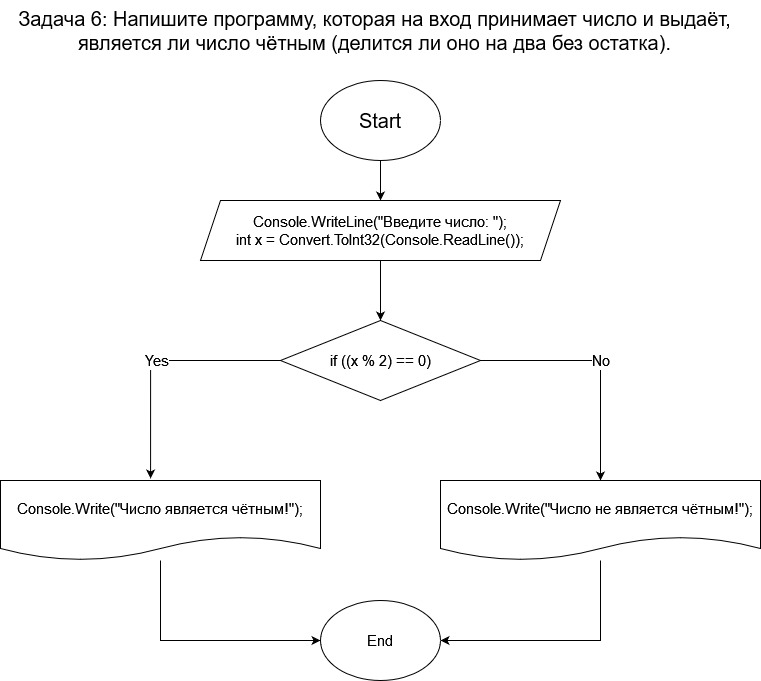 Задача 6: Напишите программу, которая на вход принимает число и выдаёт,
является ли число чётным (делится ли оно на два без остатка).
Start
Console.WriteLine("Введите число: ");
int x = Convert.ToInt32(Console.ReadLine());
if ((x % 2) == 0)
Yes
No
Console.Write("Число является чётным!");
Console.Write("Число не является чётным!");
End